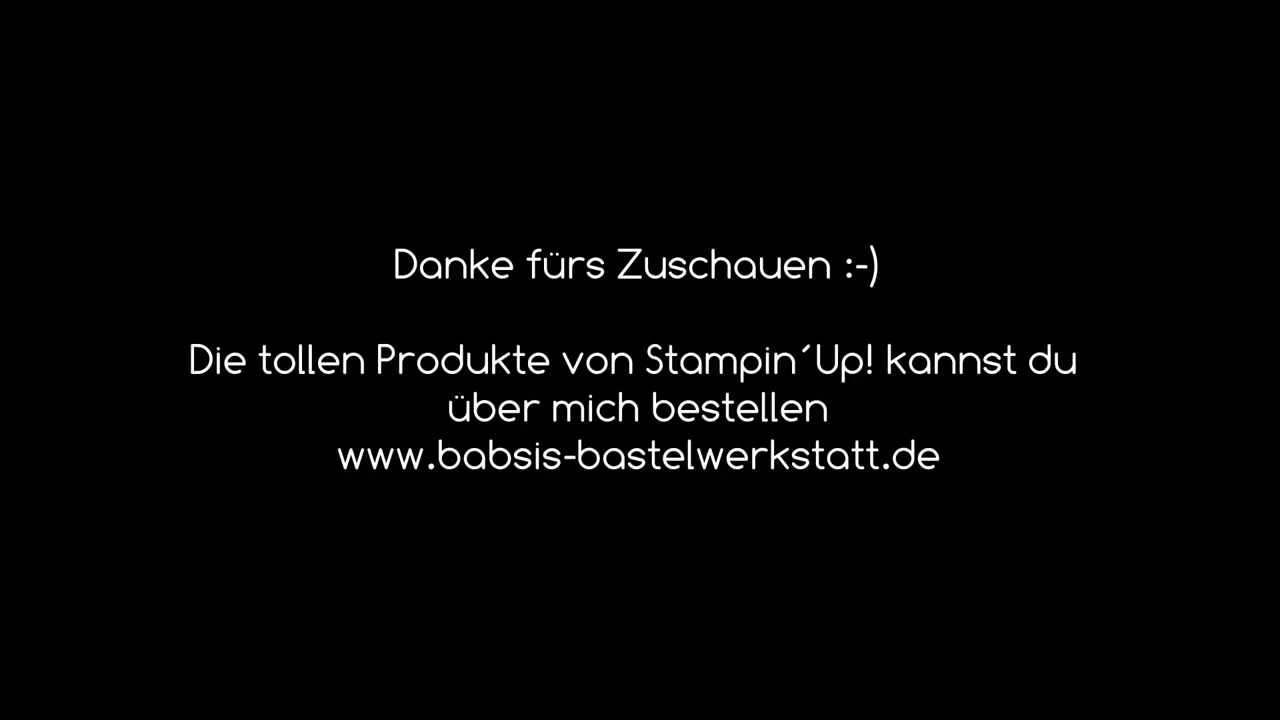 Danke fürs Zuschauen :-)
Die tollen Produkte von Stampin´Up! kannst du
über mich bestellen
www.babsis-bastelwerkstatt.de